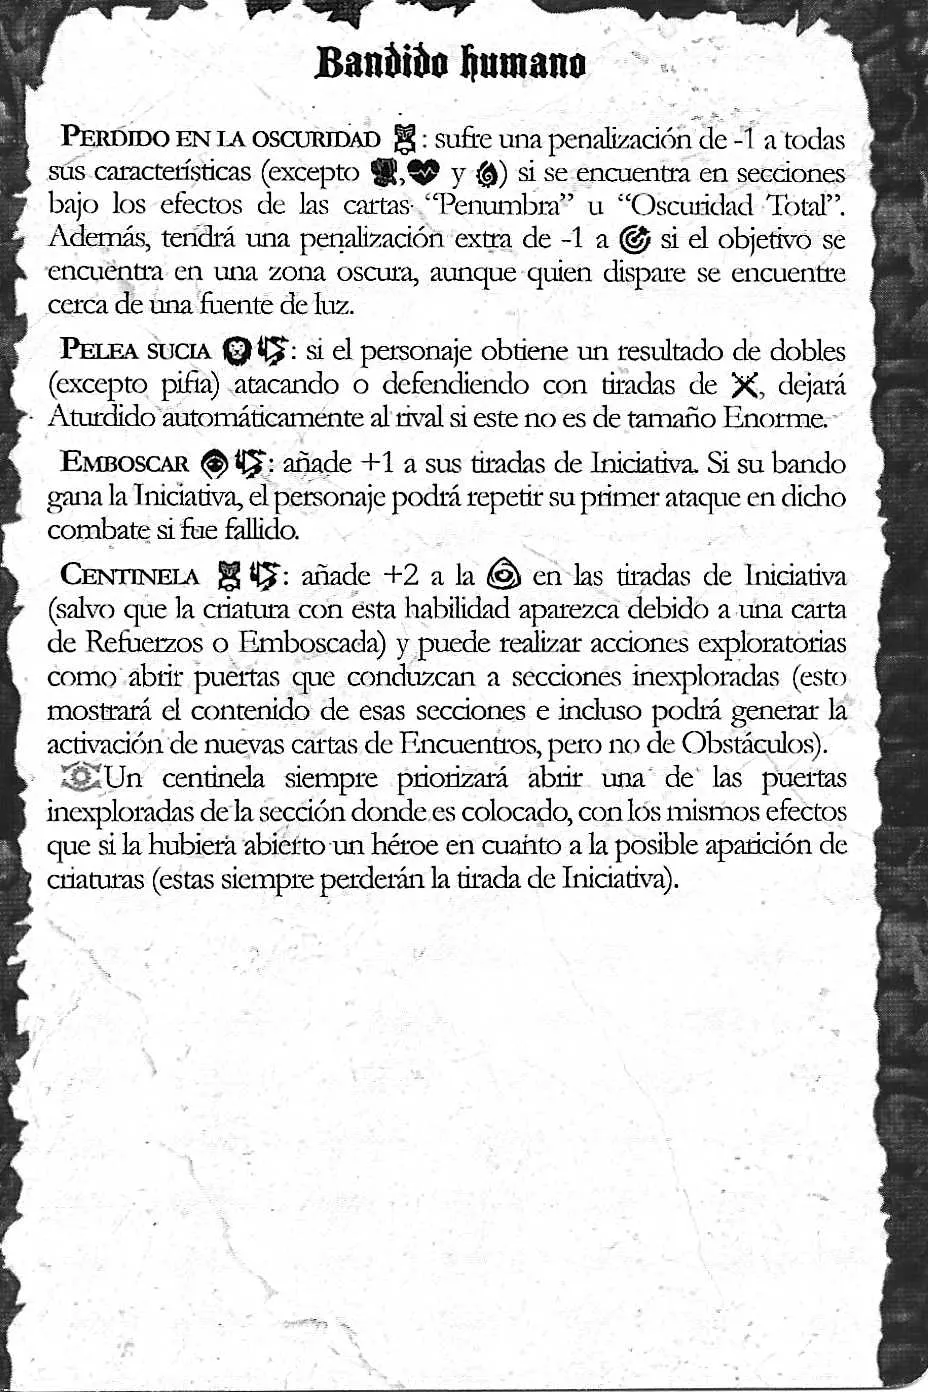 Bandido humano
PERDIDO EN LA OSCURIDAD : sufre una penalización de -1 a todas
sus características (excepto , y ) si se encuentra en secciones
bajo los efectos de las cartas “Penumbra” u “Oscuridad Total”.
Además, tendrá una penalización extra de -1 a si el objetivo se
encuentra en una zona oscura, aunque quien dispare se encuentre
cerca de una fuente de luz.
PELEA SUCIA : si el personaje obtiene un resultado de dobles
(excepto pifia) atacando o defendiendo con tiradas de , dejará
Aturdido automáticamente al rival si este no es de tamaño Enorme.
EMBOSCAR : añade +1 a sus tiradas de Iniciativa. Si su bando
gana la Iniciativa, el personaje podrá repetir su primer ataque en dicho
combate si fue fallido.
CENTINELA : añade +2 a la en las tiradas de Iniciativa
(salvo que la criatura con esta habilidad aparezca debido a una carta
de Refuerzos o Emboscada) y puede realizar acciones exploratorias
como abrir puertas que conduzcan a secciones inexploradas (esto
mostrará el contenido de esas secciones e incluso podrá generar la
activación de nuevas cartas de Encuentros, pero no de Obstáculos).
Un centinela siempre priorizará abrir una de las puertas
inexploradas de la sección donde es colocado, con los mismos efectos
que si la hubiera abierto un héroe en cuanto a la posible aparición de
criaturas (estas siempre perderán la tirada de Iniciativa).